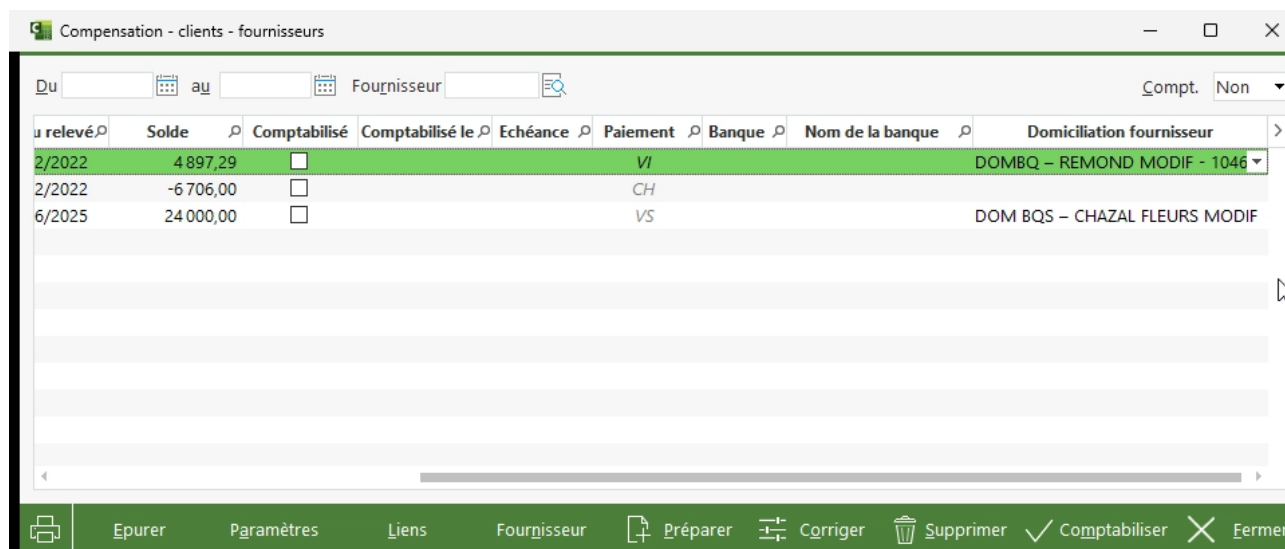 Compensation - clients - fournisseurs
Du au Fournisseur Compt. Non
u relevé Solde Comptabilisé Comptabilisé le Echéance Paiement Banque Nom de la banque Domiciliation fournisseur
2/2022 4 897,29 VI DOMBQ – REMOND MODIF - 1046
2/2022 -6 706,00 CH
6/2025 24 000,00 VS DOM BQS – CHAZAL FLEURS MODIF
Epurer Paramètres Liens Fournisseur Préparer Corriger Supprimer Comptabiliser Fermer